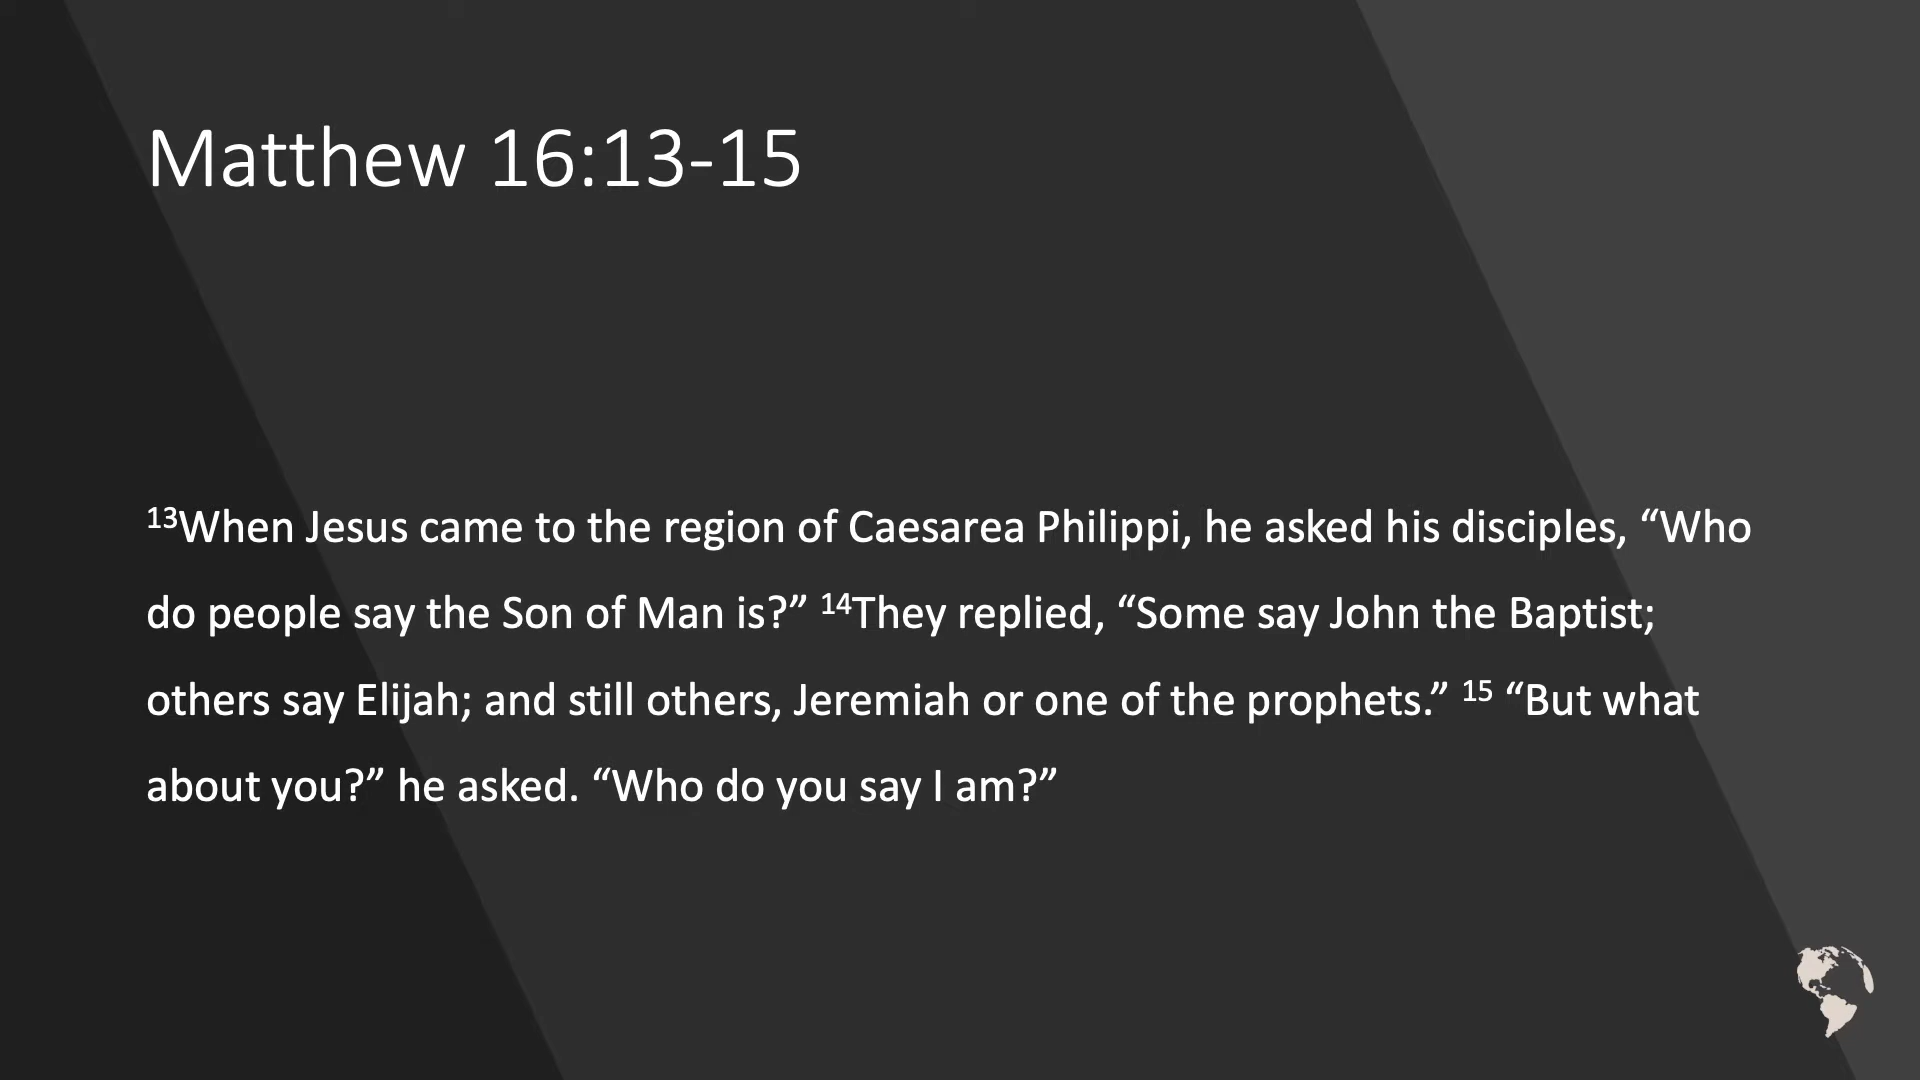 Matthew 16:13-15
13When Jesus came to the region of Caesarea Philippi, he asked his disciples, “Who
do people say the Son of Man is?” 14They replied, “Some say John the Baptist;
others say Elijah; and still others, Jeremiah or one of the prophets.” 15 “But what
about you?” he asked. “Who do you say I am?”